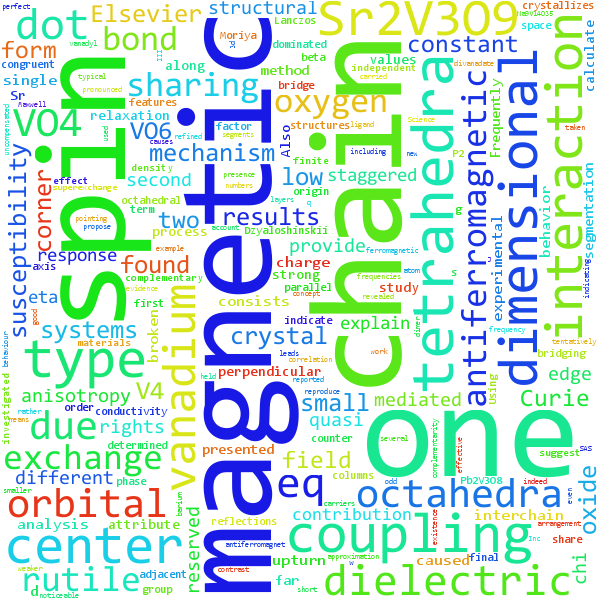 perfect
Elsevier
structural
Lanczos
Moriya
Sr2V3O9
crystallizes
Na9V14O35
space
dot
vanadyl
bond
form
congruent
single
along
method
dominated
beta
independent
values
constant
calculate
divanadate
typical
pronounced
carried
Sr
Maxwell
sharing
oxygen
bridge
Science
interaction
VO4
VO6
relaxation
features
factor
refined
segments
structures
ligand
Also
finite
P2
Frequently
taken
uncompensated
effect
superexchange
causes
mechanism
low
origin
staggered
density
used
octahedral
presence
numbers
including
new
second
two
results
term
layers
q
Dzyaloshinskii
process
provide
corner
susceptibility
spin
magnetic
chain
tetrahedra
antiferromagnetic
dimensional
experimental
behavior
segmentation
response
pointing
propose
found
example
complementary
account
ferromagnetic
charge
strong
parallel
study
atom
axis
first
evidence
frequencies
revealed
indicating
eta
consists
indicate
concept
dimer
frequency
systems
crystal
explain
bridging
tentatively
materials
leads
correlation
work
perpendicular
edge
good
behaviour
type
vanadium
broken
V4
small
mediated
Using
Curie
anisotropy
held
reported
reproduce
suggest
order
conductivity
rights
quasi
investigated
due
rather
determined
counter
several
complementarity
effective
SAS
means
phase
presented
columns
Pb2V3O8
carriers
odd
indeed
even
exchange
different
smaller
field
eq
one
octahedra
orbital
analysis
attribute
barium
contribution
interchain
existence
arrangement
reserved
reflections
antiferromagnet
share
center
adjacent
coupling
caused
final
Inc
oxide
weaker
contrast
upturn
approximation
w
rutile
group
far
short
dielectric
chi
d
noticeable